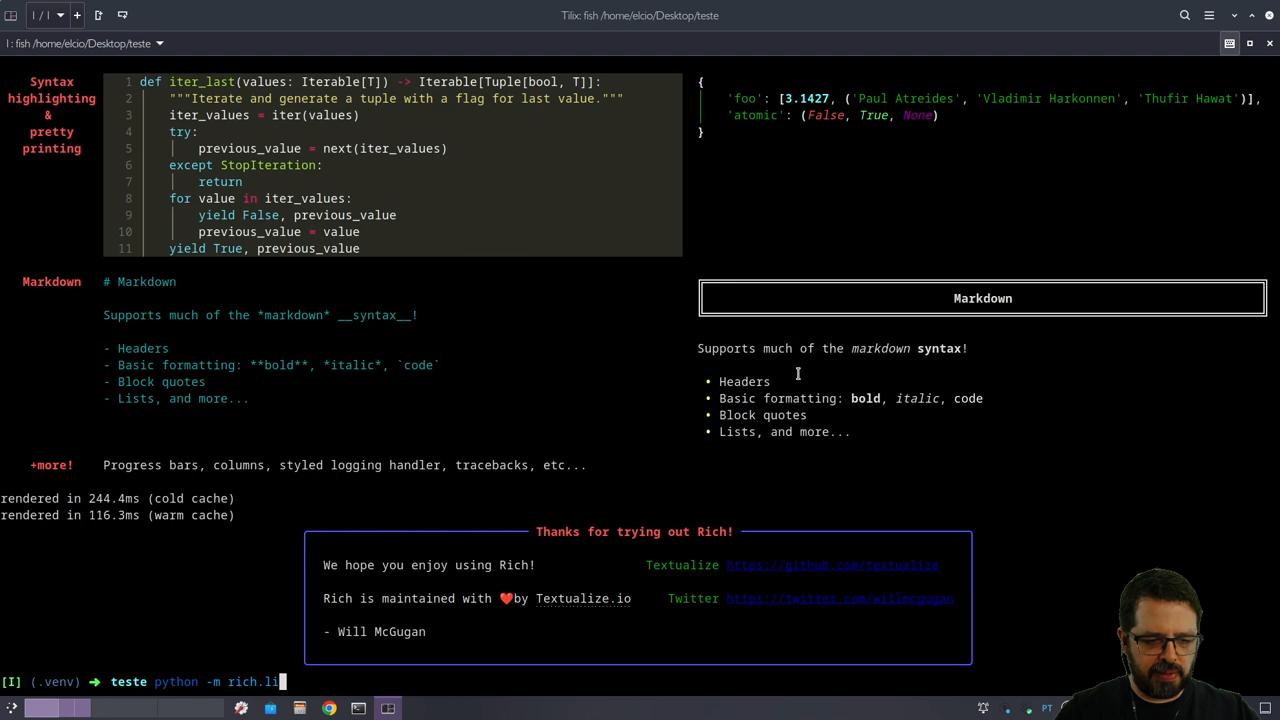 1 / 1
Tilix: fish /home/elcio/Desktop/teste
1: fish /home/elcio/Desktop/teste
Syntax
highlighting
&
pretty
printing
1 def iter_last(values: Iterable[T]) -> Iterable[Tuple[bool, T]]:
2 """Iterate and generate a tuple with a flag for last value."""
3 iter_values = iter(values)
4 try:
5 previous_value = next(iter_values)
6 except StopIteration:
7 return
8 for value in iter_values:
9 yield False, previous_value
10 previous_value = value
11 yield True, previous_value
{
'foo': [3.1427, ('Paul Atreides', 'Vladimir Harkonnen', 'Thufir Hawat')],
'atomic': (False, True, None)
}
Markdown
# Markdown
Supports much of the *markdown* __syntax__!
- Headers
- Basic formatting: **bold**, *italic*, `code`
- Block quotes
- Lists, and more...
Markdown
Supports much of the markdown syntax!
• Headers
• Basic formatting: bold, italic, code
• Block quotes
• Lists, and more...
+more! Progress bars, columns, styled logging handler, tracebacks, etc...
rendered in 244.4ms (cold cache)
rendered in 116.3ms (warm cache)
Thanks for trying out Rich!
We hope you enjoy using Rich! Textualize https://github.com/textualize
Rich is maintained with ❤️by Textualize.io Twitter https://twitter.com/willmcgugan
- Will McGugan
[I] (.venv) ➜ teste python -m rich.li
PT